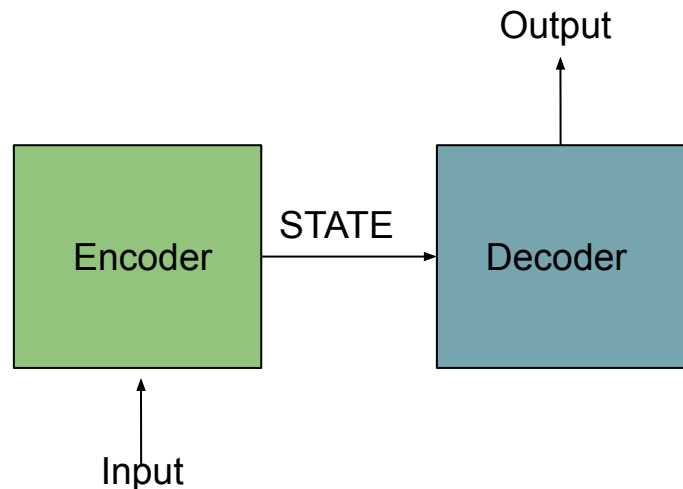 Output
STATE
Encoder
Decoder
Input